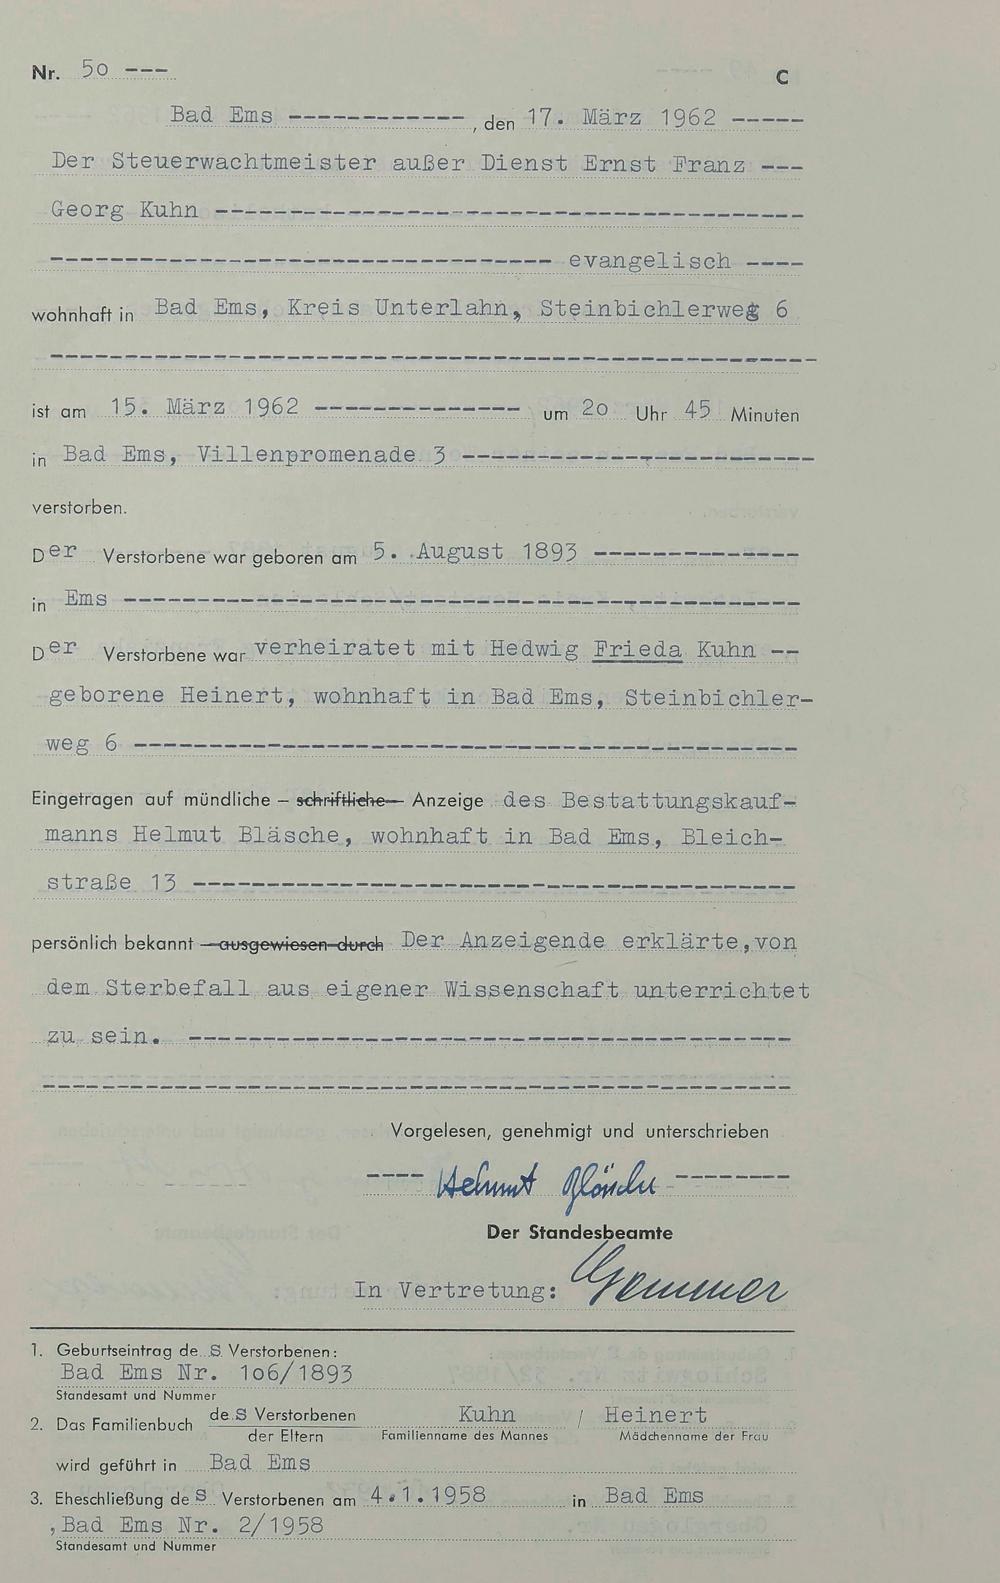 Nr. 5o --- C
Bad Ems ------------, den 17. März 1962 -----
Der Steuerwachtmeister außer Dienst Ernst Franz ---
Georg Kuhn ----------------------------------------
---------------------------------- evangelisch ----
wohnhaft in Bad Ems, Kreis Unterlahn, Steinbichlerweg 6
----------------------------------------------------
ist am 15. März 1962 -------------- um 2o Uhr 45 Minuten
in Bad Ems, Villenpromenade 3 ------------------------
verstorben.
Der Verstorbene war geboren am 5. August 1893 --------------
in Ems ----------------------------------------------
Der Verstorbene war verheiratet mit Hedwig Frieda Kuhn --
geborene Heinert, wohnhaft in Bad Ems, Steinbichler-
weg 6 ---------------------------------------------
Eingetragen auf mündliche – schriftliche – Anzeige des Bestattungskauf-
manns Helmut Bläsche, wohnhaft in Bad Ems, Bleich-
straße 13 -----------------------------------------
persönlich bekannt – ausgewiesen durch Der Anzeigende erklärte, von
dem Sterbefall aus eigener Wissenschaft unterrichtet
zu sein. -----------------------------------------
---------------------------------------------------
Vorgelesen, genehmigt und unterschrieben
---- Helmut Bläsche --------
Der Standesbeamte
In Vertretung: Gemmer
1. Geburtseintrag des Verstorbenen:
Bad Ems Nr. 1o6/1893
Standesamt und Nummer
2. Das Familienbuch des Verstorbenen Kuhn / Heinert
der Eltern Familienname des Mannes Mädchenname der Frau
wird geführt in Bad Ems
3. Eheschließung des Verstorbenen am 4.1.1958 in Bad Ems
,Bad Ems Nr. 2/1958
Standesamt und Nummer